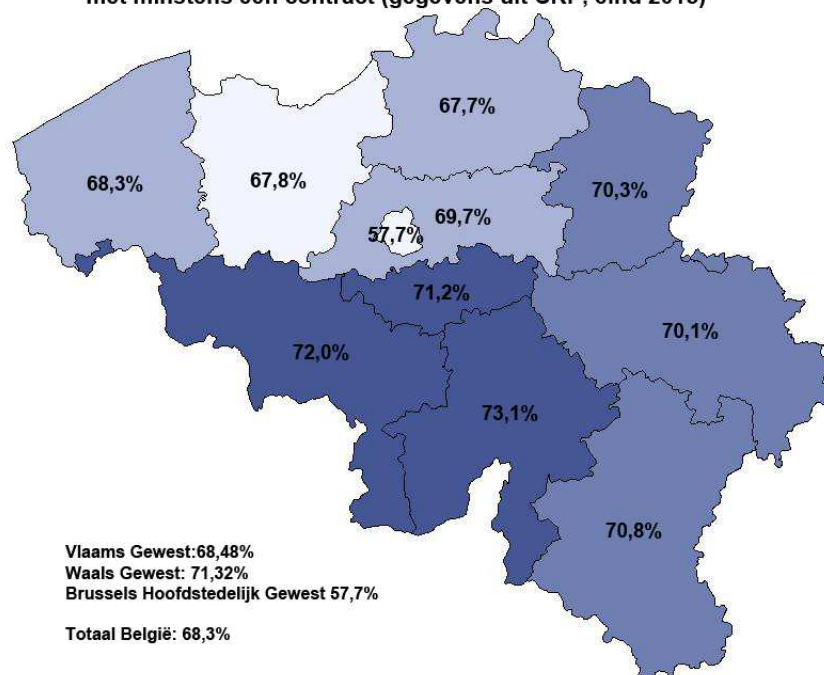 67,7%
68,3%
67,8%
70,3%
69,7%
57,7%
71,2%
70,1%
72,0%
73,1%
70,8%
Vlaams Gewest:68,48%
Waals Gewest: 71,32%
Brussels Hoofdstedelijk Gewest 57,7%
Totaal België: 68,3%